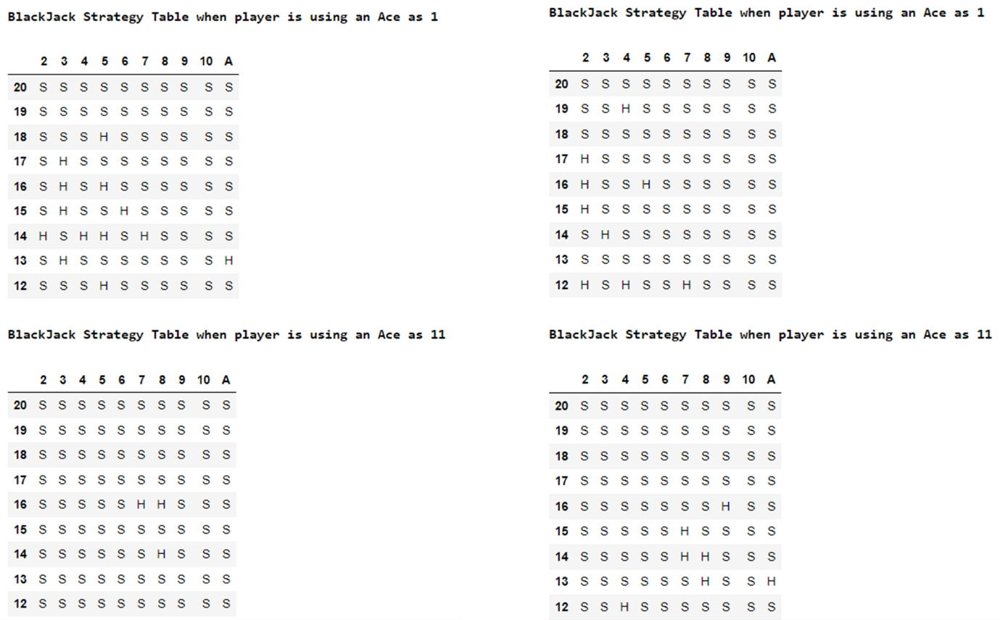 BlackJack Strategy Table when player is using an Ace as 1
2 3 4 5 6 7 8 9 10 A
20 S S S S S S S S S S
19 S S S S S S S S S S
18 S S S H S S S S S S
17 S H S S S S S S S S
16 S H S H S S S S S S
15 S H S S H S S S S S
14 H S H H S H S S S S
13 S H S S S S S S S H
12 S S S H S S S S S S
BlackJack Strategy Table when player is using an Ace as 1
2 3 4 5 6 7 8 9 10 A
20 S S S S S S S S S S
19 S S H S S S S S S S
18 S S S S S S S S S S
17 H S S S S S S S S S
16 H S S H S S S S S S
15 H S S S S S S S S S
14 S H S S S S S S S S
13 S S S S S S S S S S
12 H S H S S H S S S S
BlackJack Strategy Table when player is using an Ace as 11
2 3 4 5 6 7 8 9 10 A
20 S S S S S S S S S S
19 S S S S S S S S S S
18 S S S S S S S S S S
17 S S S S S S S S S S
16 S S S S S H H S S S
15 S S S S S S S S S S
14 S S S S S S H S S S
13 S S S S S S S S S S
12 S S S S S S S S S S
BlackJack Strategy Table when player is using an Ace as 11
2 3 4 5 6 7 8 9 10 A
20 S S S S S S S S S S
19 S S S S S S S S S S
18 S S S S S S S S S S
17 S S S S S S S S S S
16 S S S S S S S H S S
15 S S S S S H S S S S
14 S S S S S H H S S S
13 S S S S S S H S S H
12 S S H S S S S S S S